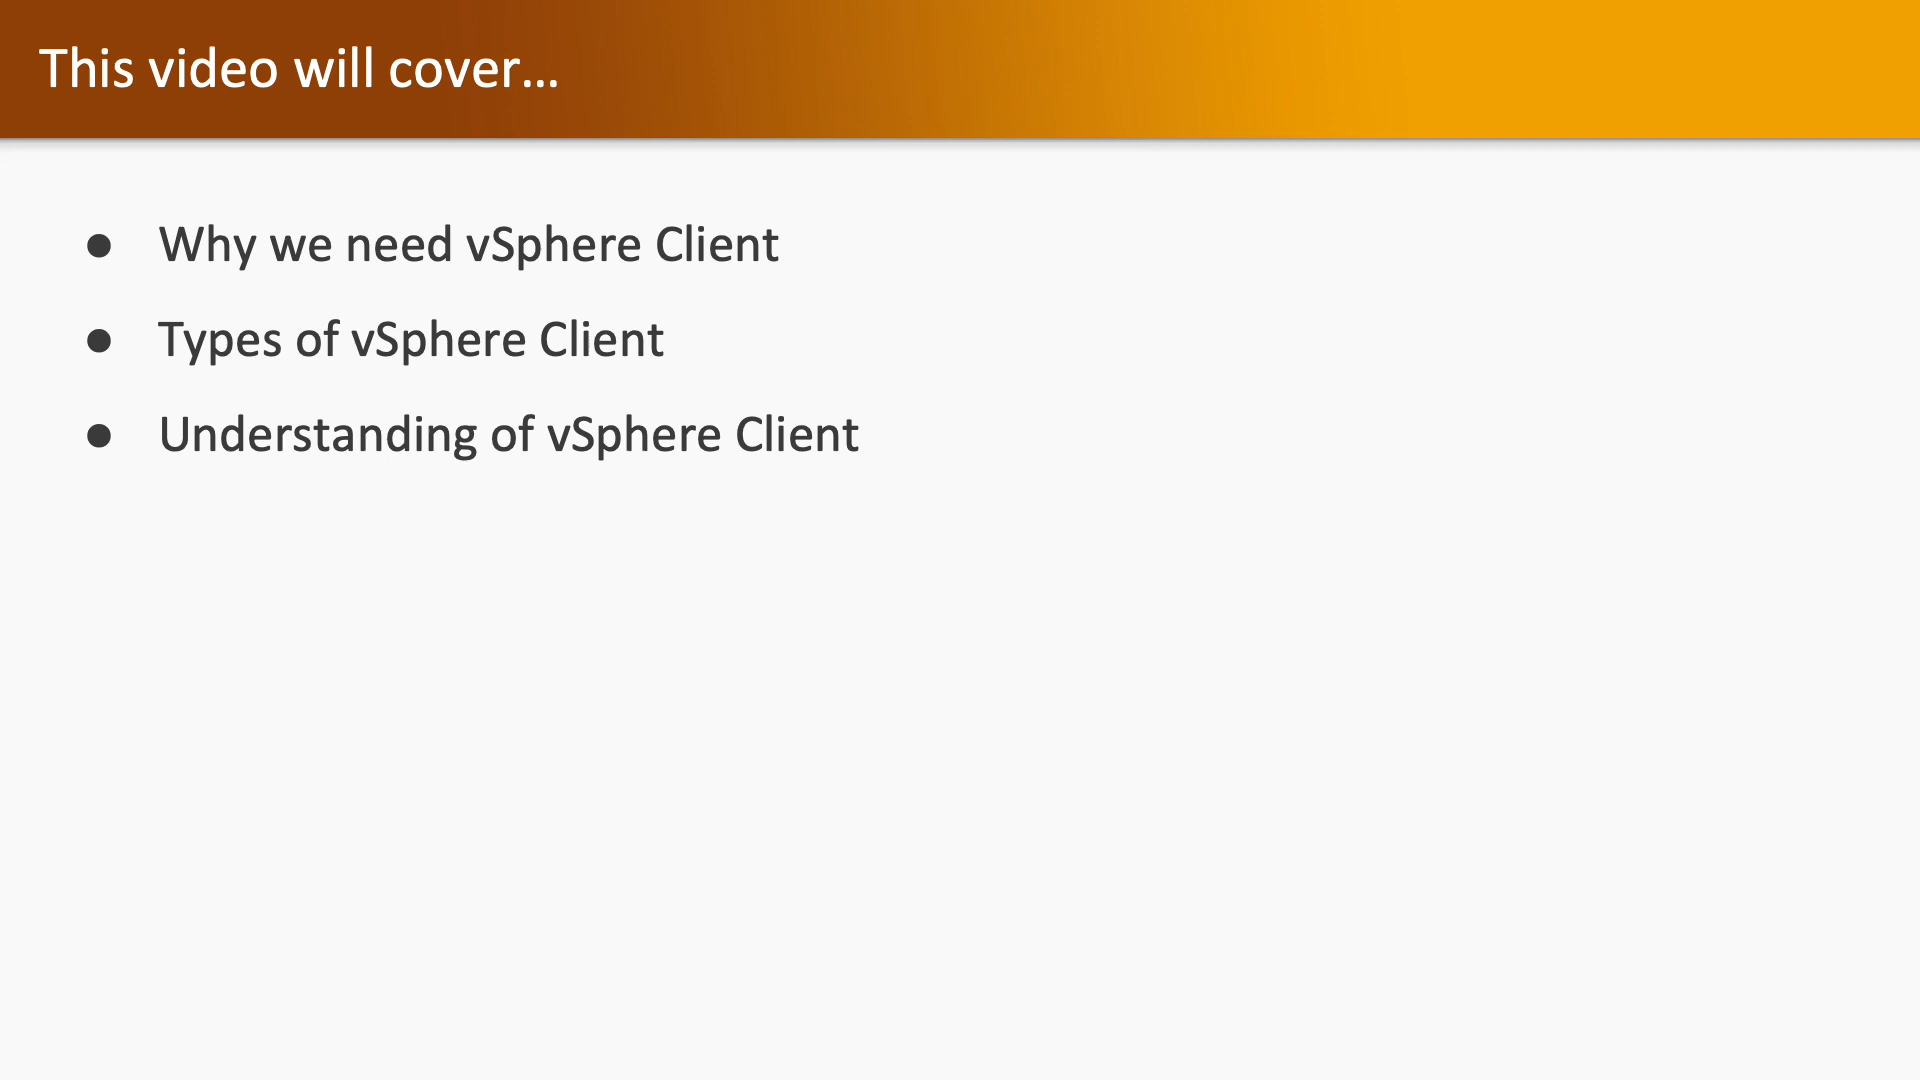 This video will cover...
● Why we need vSphere Client
● Types of vSphere Client
● Understanding of vSphere Client